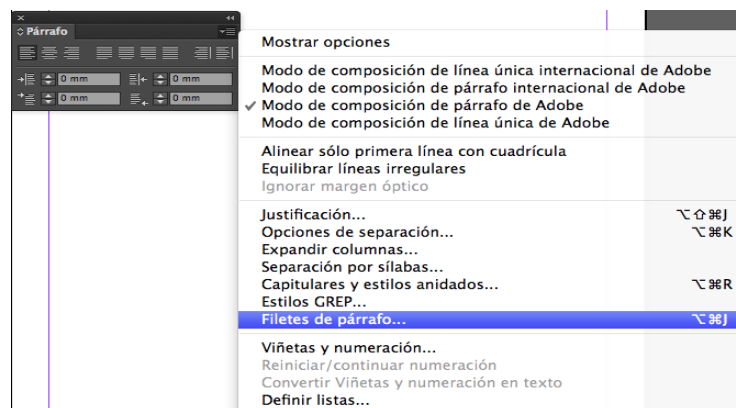 Párrafo
0 mm 0 mm
0 mm 0 mm
Mostrar opciones
Modo de composición de línea única internacional de Adobe
Modo de composición de párrafo internacional de Adobe
✓ Modo de composición de párrafo de Adobe
Modo de composición de línea única de Adobe
Alinear sólo primera línea con cuadrícula
Equilibrar líneas irregulares
Ignorar margen óptico
Justificación... ⌥⇧⌘J
Opciones de separación... ⌥⌘K
Expandir columnas...
Separación por sílabas...
Capitulares y estilos anidados... ⌥⌘R
Estilos GREP...
Filetes de párrafo... ⌥⌘J
Viñetas y numeración...
Reiniciar/continuar numeración
Convertir Viñetas y numeración en texto
Definir listas...